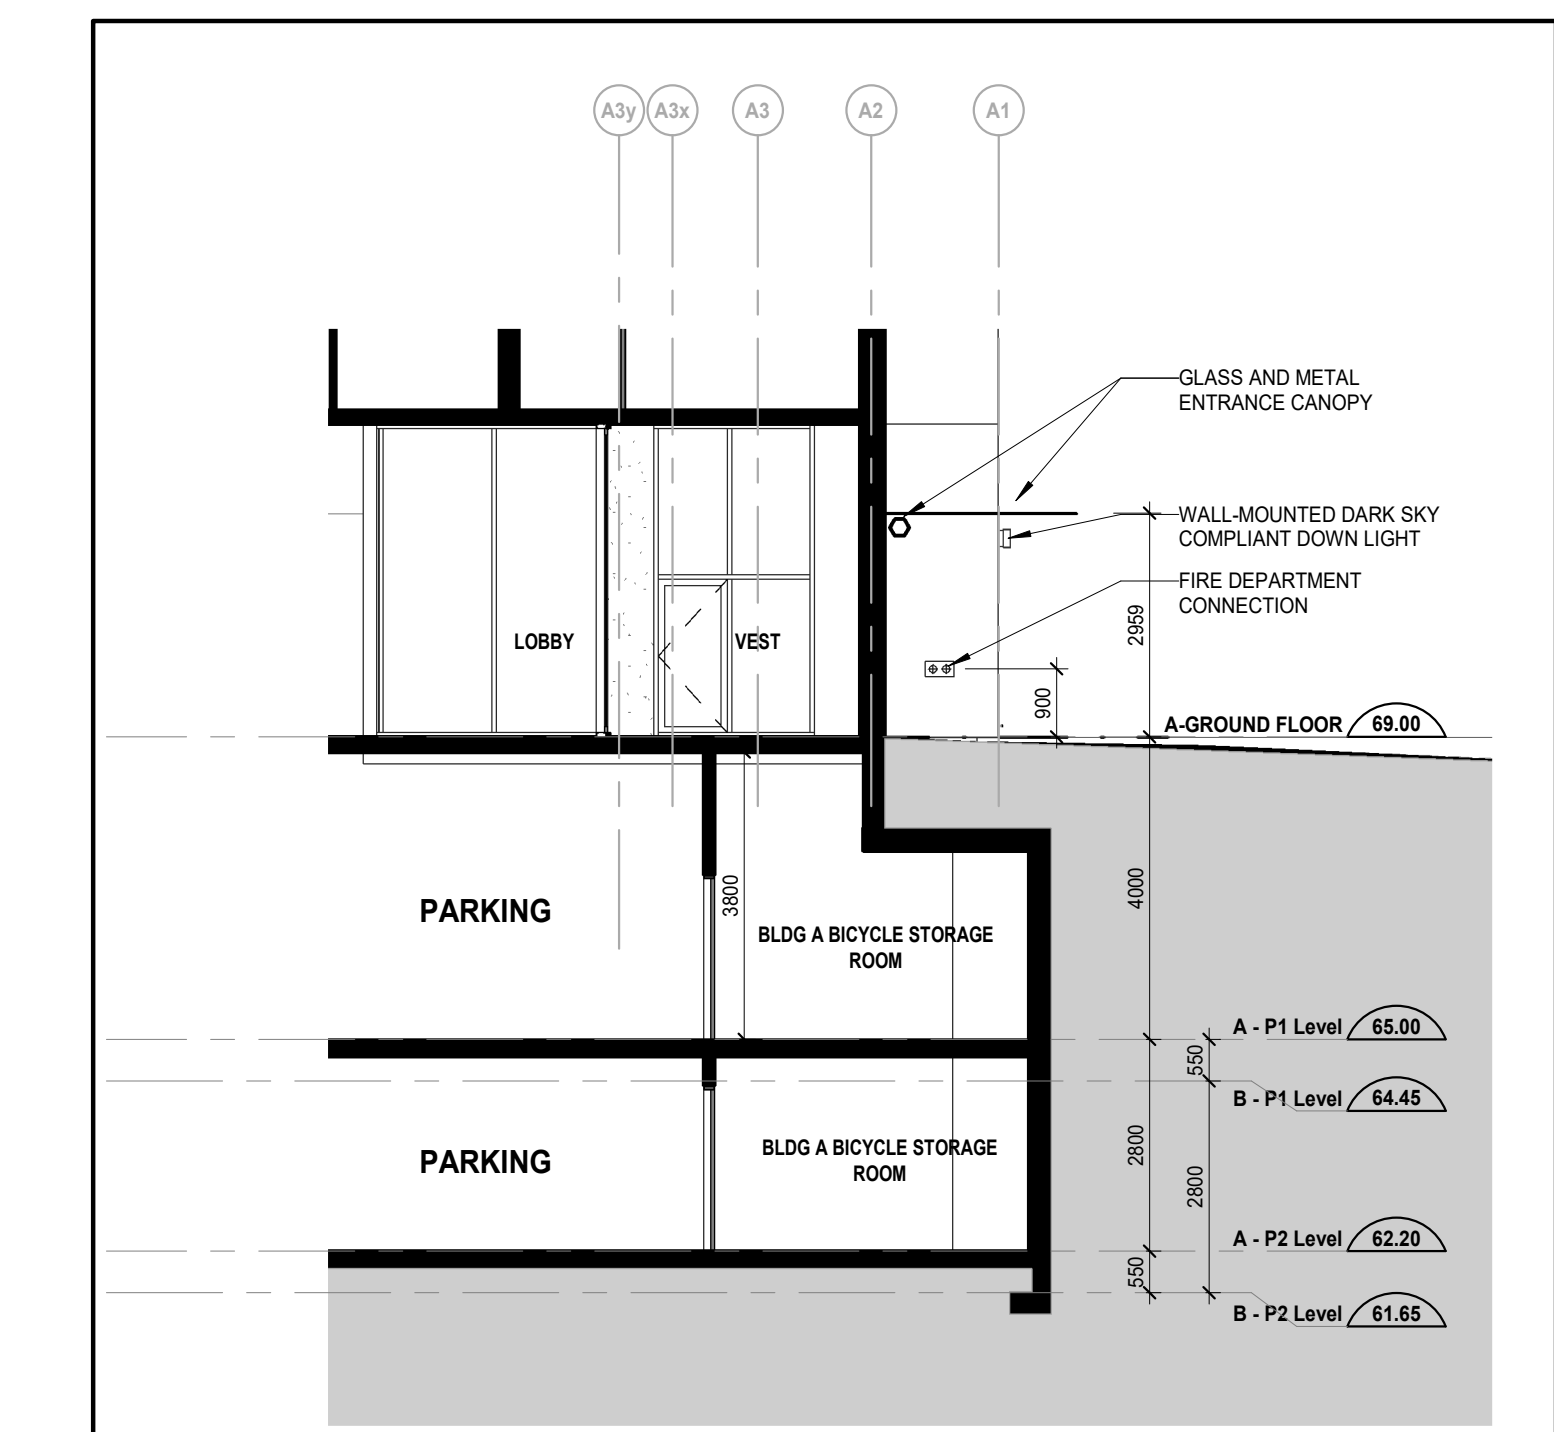 A3y A3x A3 A2 A1
GLASS AND METAL
ENTRANCE CANOPY
WALL-MOUNTED DARK SKY
COMPLIANT DOWN LIGHT
FIRE DEPARTMENT
CONNECTION
2959
LOBBY
VEST
900
A-GROUND FLOOR 69.00
4000
3800
PARKING
BLDG A BICYCLE STORAGE
ROOM
A - P1 Level 65.00
550
B - P1 Level 64.45
2800
2800
PARKING
BLDG A BICYCLE STORAGE
ROOM
A - P2 Level 62.20
550
B - P2 Level 61.65